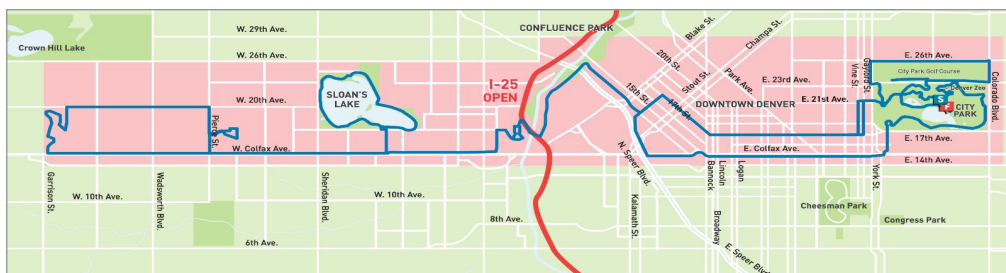 CONFLUENCE PARK
W. 29th Ave.
Crown Hill Lake
W. 26th Ave.
Blake St.
Champa St.
20th St.
Stout St.
Park Ave.
E. 23rd Ave.
Vine St.
Gaylord St.
E. 26th Ave.
City Park Golf Course
Denver Zoo
Colorado Blvd.
I-25
OPEN
SLOAN'S
LAKE
W. 20th Ave.
15th St.
17th St.
DOWNTOWN DENVER
E. 21st Ave.
S
F
CITY
PARK
Pierce St.
W. Colfax Ave.
E. Colfax Ave.
E. 17th Ave.
E. 14th Ave.
Garrison St.
Wadsworth Blvd.
Sheridan Blvd.
W. 10th Ave.
W. 10th Ave.
8th Ave.
6th Ave.
N. Speer Blvd.
Kalamath St.
Bannock
Lincoln
Logan
Broadway
E. Speer Blvd.
York St.
Cheesman Park
Congress Park